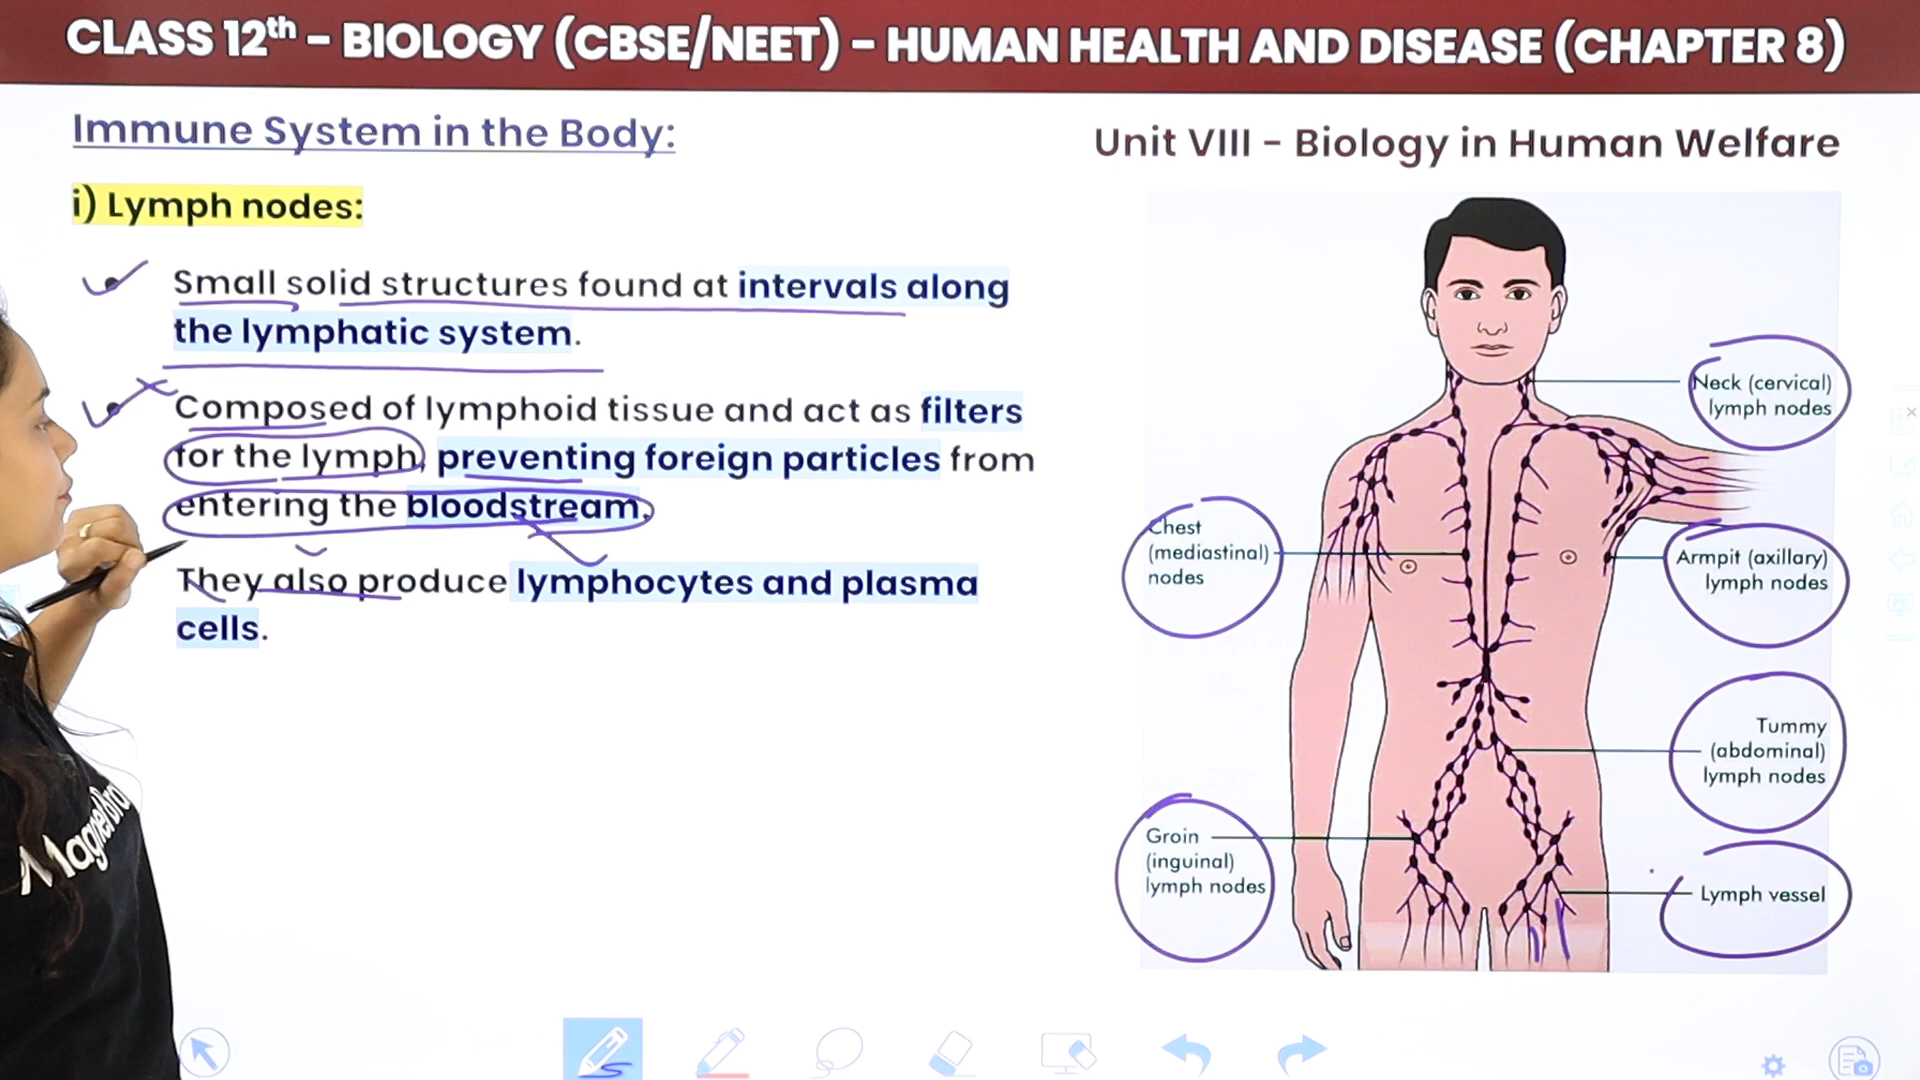 CLASS 12th – BIOLOGY (CBSE/NEET) – HUMAN HEALTH AND DISEASE (CHAPTER 8)
Immune System in the Body:
Unit VIII – Biology in Human Welfare
i) Lymph nodes:
Small solid structures found at intervals along
the lymphatic system.
Composed of lymphoid tissue and act as filters
for the lymph, preventing foreign particles from
entering the bloodstream.
They also produce lymphocytes and plasma
cells.
Neck (cervical)
lymph nodes
Chest
(mediastinal)
nodes
Armpit (axillary)
lymph nodes
Tummy
(abdominal)
lymph nodes
Groin
(inguinal)
lymph nodes
Lymph vessel